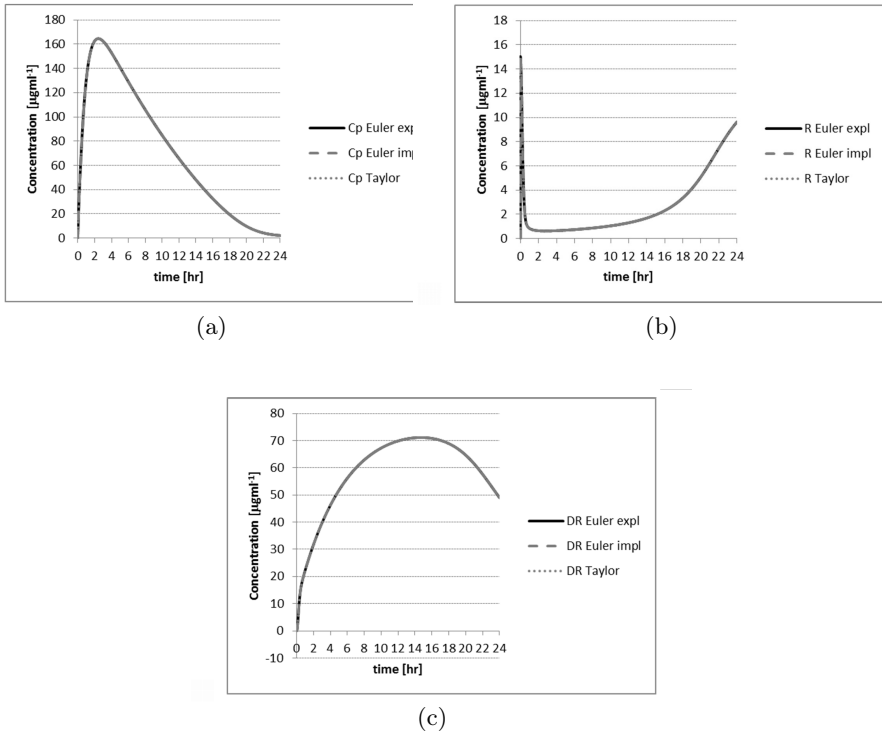 180
160
140
120
100
80
60
40
20
0
Concentration [µgml-1]
0 2 4 6 8 10 12 14 16 18 20 22 24
time [hr]
Cp Euler exp
Cp Euler imp
Cp Taylor
(a)
18
16
14
12
10
8
6
4
2
0
Concentration [µgml-1]
0 2 4 6 8 10 12 14 16 18 20 22 24
time [hr]
R Euler expl
R Euler impl
R Taylor
(b)
80
70
60
50
40
30
20
10
0
-10
Concentration [µgml-1]
0 2 4 6 8 10 12 14 16 18 20 22 24
time [hr]
DR Euler expl
DR Euler impl
DR Taylor
(c)